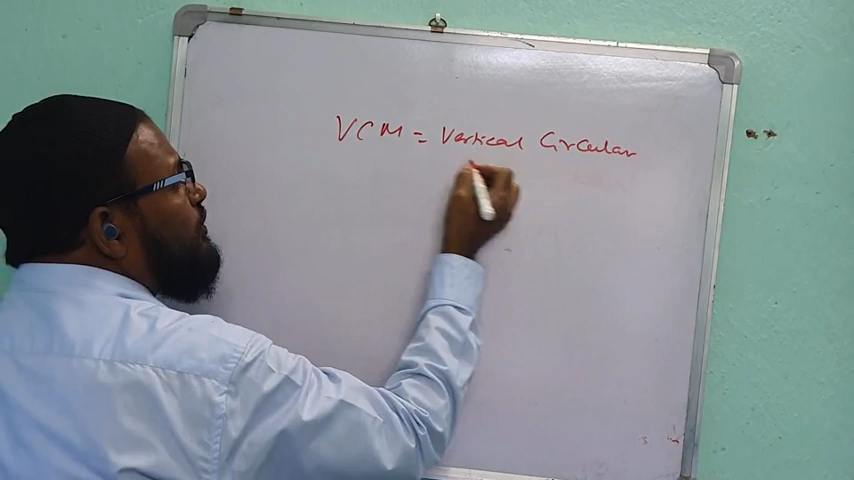 VCM = Vertical Circular